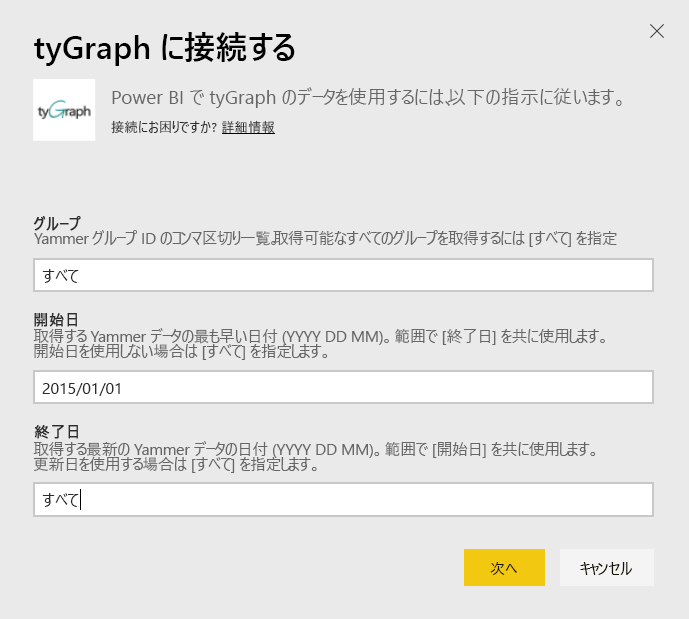 tyGraph に接続する
tyGraph
Power BI で tyGraph のデータを使用するには、以下の指示に従います。
接続にお困りですか? 詳細情報
グループ
Yammer グループ ID のコンマ区切り一覧。取得可能なすべてのグループを取得するには [すべて] を指定
すべて
開始日
取得する Yammer データの最も早い日付 (YYYY DD MM)。範囲で [終了日] を共に使用します。
開始日を使用しない場合は [すべて] を指定します。
2015/01/01
終了日
取得する最新の Yammer データの日付 (YYYY DD MM)。範囲で [開始日] を共に使用します。
更新日を使用する場合は [すべて] を指定します。
すべて
次へ
キャンセル